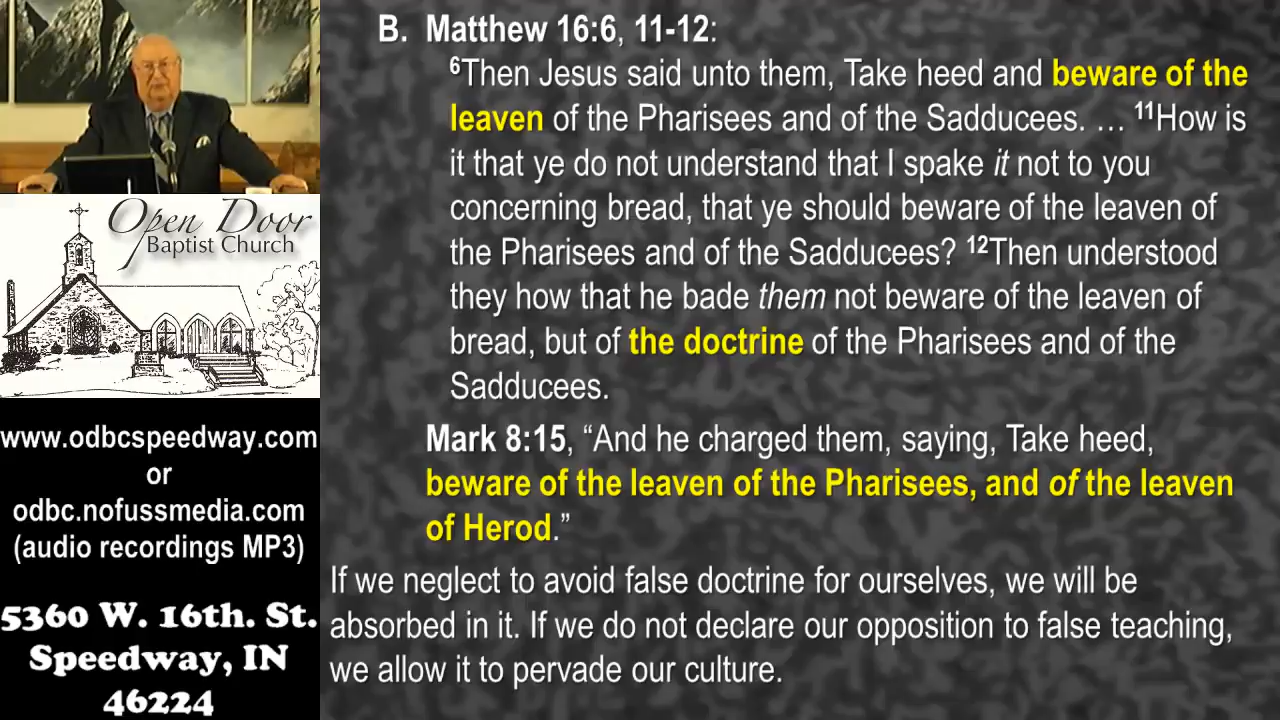 Open Door
Baptist Church
www.odbcspeedway.com
or
odbc.nofussmedia.com
(audio recordings MP3)
5360 W. 16th. St.
Speedway, IN
46224
B. Matthew 16:6, 11-12:
6Then Jesus said unto them, Take heed and beware of the
leaven of the Pharisees and of the Sadducees. … 11How is
it that ye do not understand that I spake it not to you
concerning bread, that ye should beware of the leaven of
the Pharisees and of the Sadducees? 12Then understood
they how that he bade them not beware of the leaven of
bread, but of the doctrine of the Pharisees and of the
Sadducees.
Mark 8:15, “And he charged them, saying, Take heed,
beware of the leaven of the Pharisees, and of the leaven
of Herod.”
If we neglect to avoid false doctrine for ourselves, we will be
absorbed in it. If we do not declare our opposition to false teaching,
we allow it to pervade our culture.